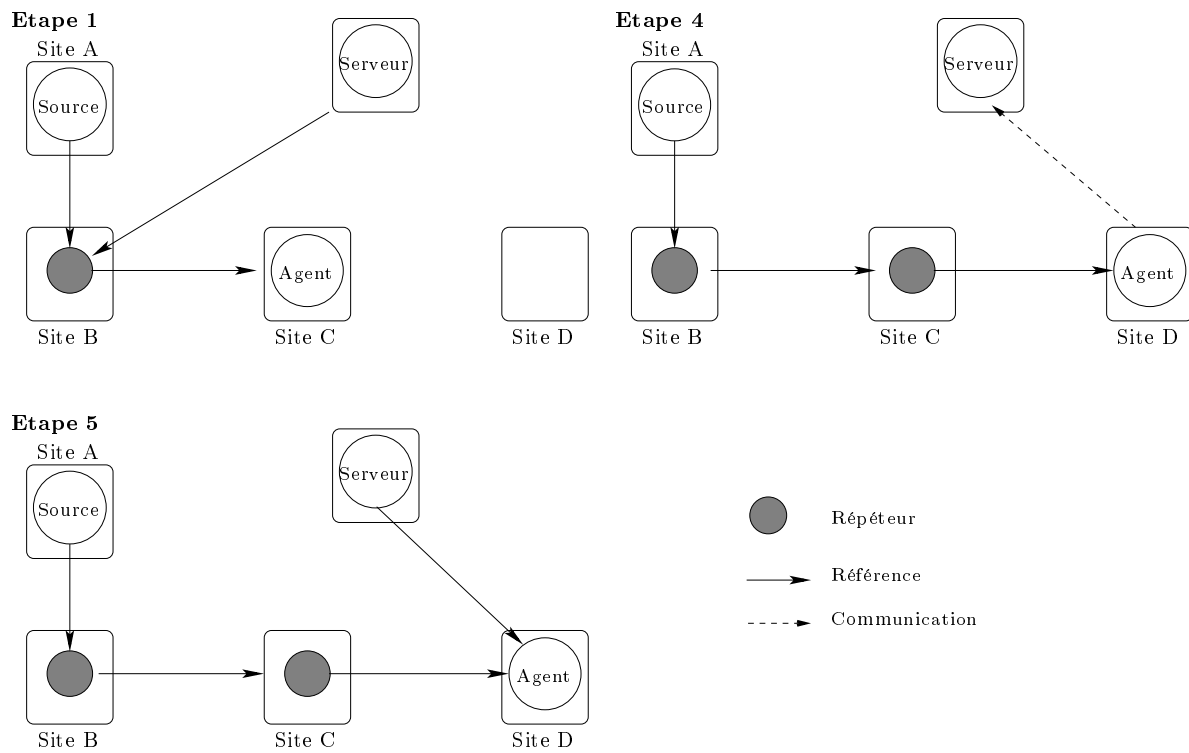 Etape 1
Site A
Source
Serveur
Agent
Site B
Site C
Site D
Etape 4
Site A
Source
Serveur
Agent
Site B
Site C
Site D
Etape 5
Site A
Source
Serveur
Agent
Site B
Site C
Site D
Répéteur
Référence
Communication